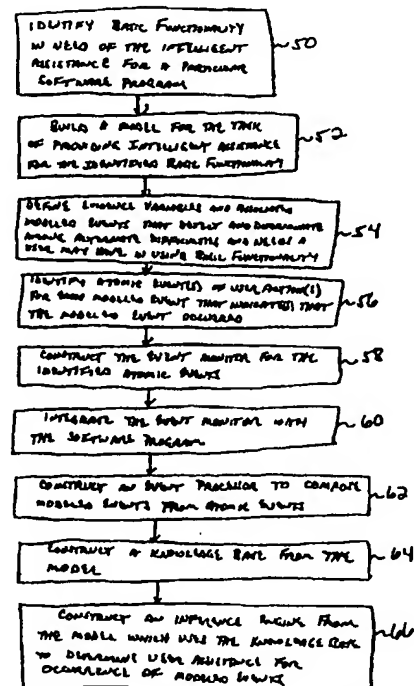 IDENTIFY BASIC FUNCTIONALITY
IN NEED OF THE INTELLIGENT
ASSISTANCE FOR A PARTICULAR
SOFTWARE PROGRAM
50
BUILD A MODEL FOR THE TASK
OF PROVIDING INTELLIGENT ASSISTANCE
FOR THE IDENTIFIED BASIC FUNCTIONALITY
52
DEFINE EVIDENCE VARIABLES AND ASSOCIATED
MODELED EVENTS THAT DETECT AND DISCRIMINATE
AMONG ALTERNATE DIFFICULTIES AND NEEDS A
USER MAY HAVE IN USING BASIC FUNCTIONALITY
54
IDENTIFY ATOMIC EVENT(S) OF USER ACTION(S)
FOR EACH MODELED EVENT THAT INDICATE(S) THAT
THE MODELED EVENT OCCURRED
56
CONSTRUCT THE EVENT MONITOR FOR THE
IDENTIFIED ATOMIC EVENTS
58
INTEGRATE THE EVENT MONITOR WITH
THE SOFTWARE PROGRAM
60
CONSTRUCT AN EVENT PROCESSOR TO COMPOSE
MODELED EVENTS FROM ATOMIC EVENTS
62
CONSTRUCT A KNOWLEDGE BASE FROM THE
MODEL
64
CONSTRUCT AN INFERENCE ENGINE FROM
THE MODEL WHICH USES THE KNOWLEDGE BASE
TO DETERMINE USER ASSISTANCE FOR
OCCURRENCE OF MODELED EVENTS
66